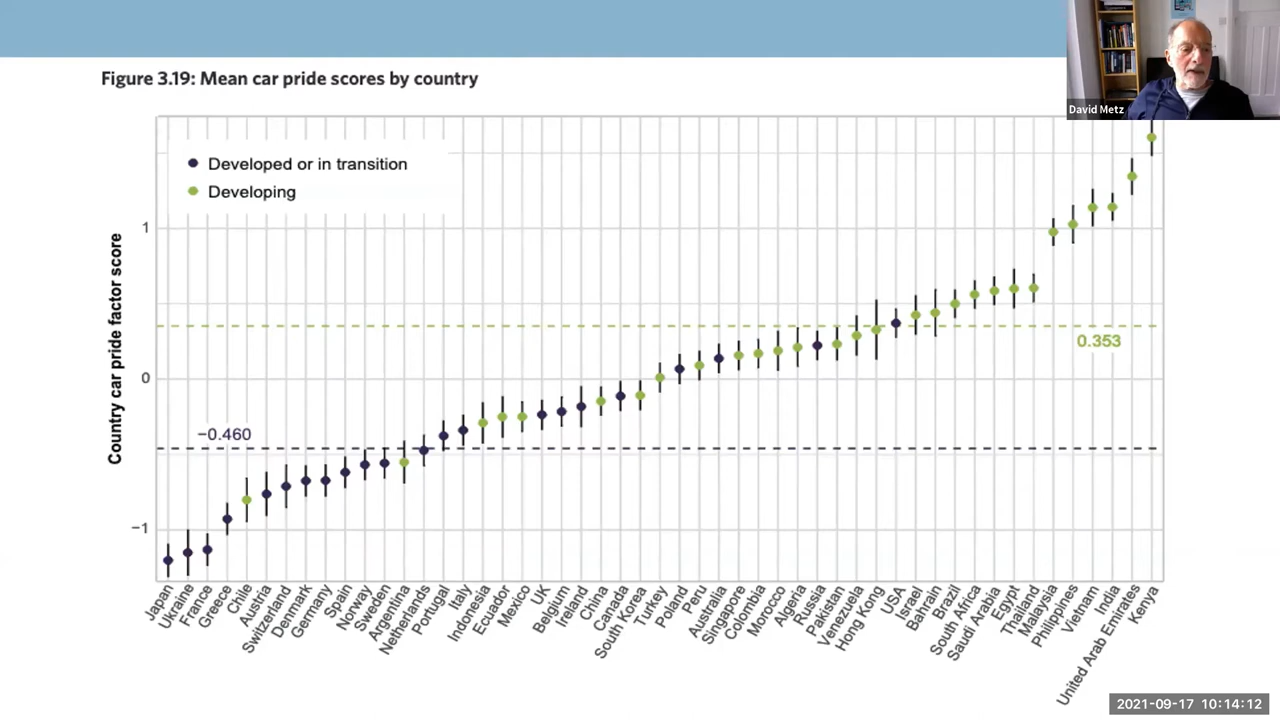 Figure 3.19: Mean car pride scores by country
David Metz
Developed or in transition
Developing
Country car pride factor score
1
0
−1
−0.460
0.353
Japan
Ukraine
France
Greece
Chile
Austria
Switzerland
Denmark
Germany
Spain
Norway
Sweden
Argentina
Netherlands
Portugal
Italy
Indonesia
Ecuador
Mexico
UK
Belgium
Ireland
China
Canada
South Korea
Turkey
Poland
Peru
Australia
Singapore
Colombia
Morocco
Algeria
Russia
Pakistan
Venezuela
Hong Kong
USA
Israel
Bahrain
Brazil
South Africa
Saudi Arabia
Egypt
Thailand
Malaysia
Philippines
Vietnam
India
United Arab Emirates
Kenya
2021-09-17 10:14:12